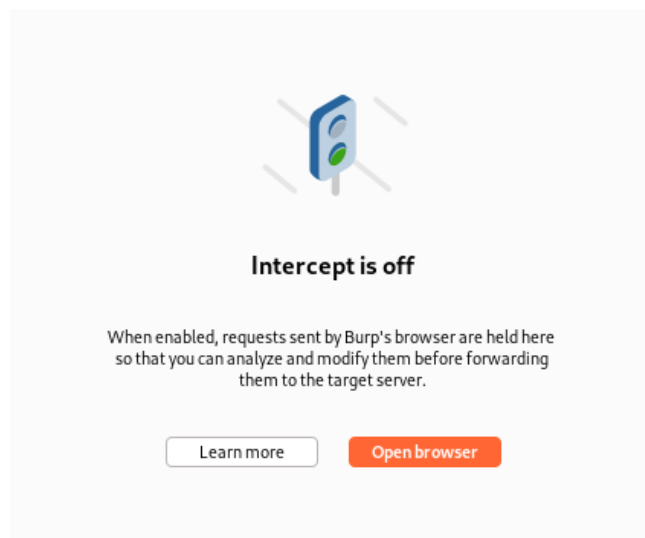 Intercept is off
When enabled, requests sent by Burp's browser are held here
so that you can analyze and modify them before forwarding
them to the target server.
Learn more
Open browser